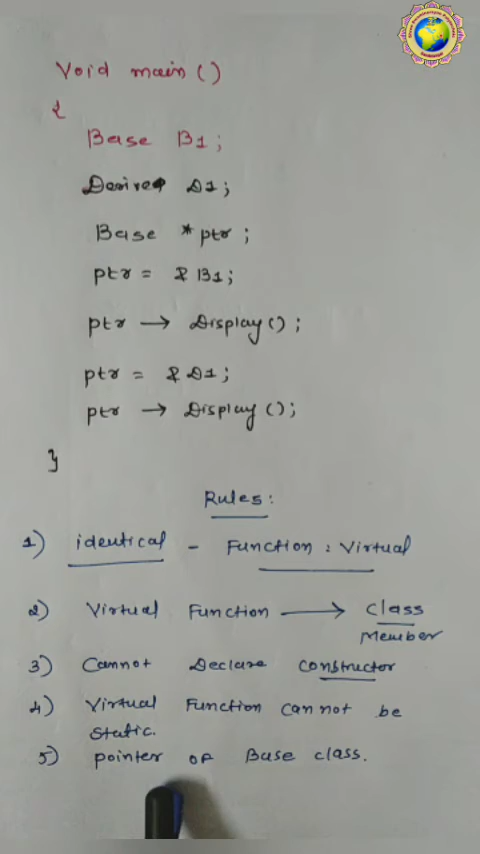 Void main ()
{
Base B1;
Derived D1;
Base *ptr;
ptr = & B1;
ptr → Display();
ptr = & D1;
ptr → Display ();
}
Rules:
1) identical - Function : Virtual
2) Virtual Function → class
Member
3) Cannot Declare constructor
4) Virtual Function cannot be
static.
5) pointer of Base class.